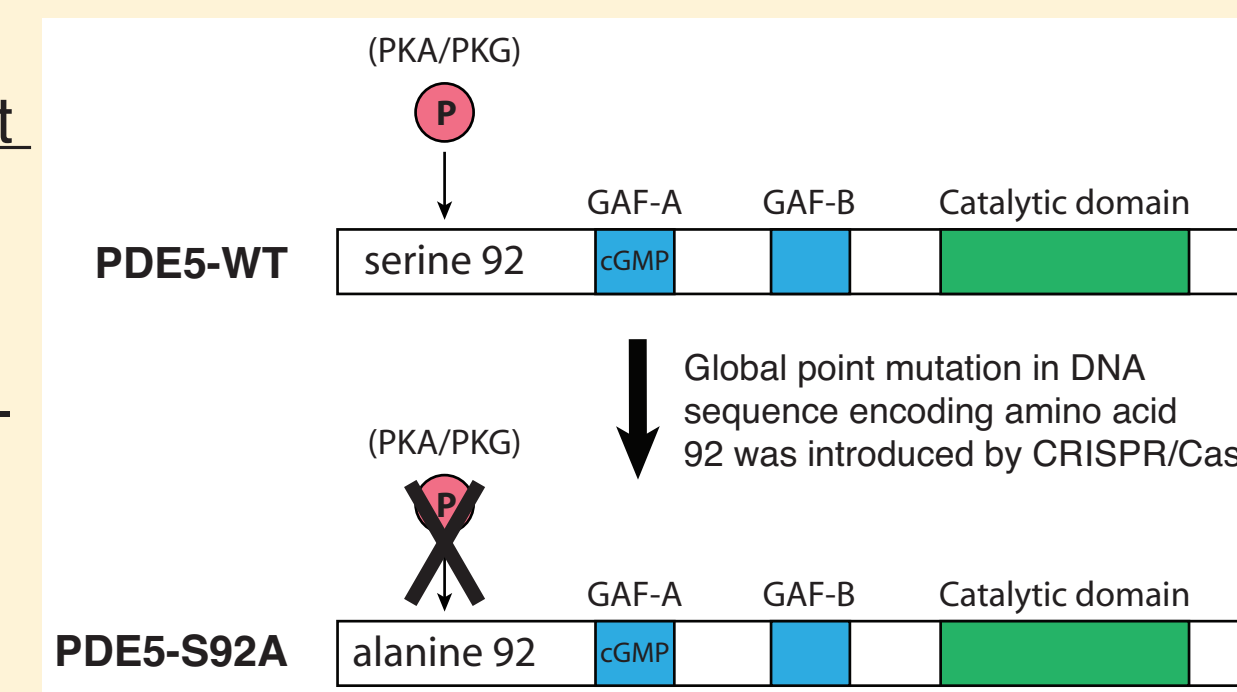 t
(PKA/PKG)
P
GAF-A GAF-B Catalytic domain
PDE5-WT serine 92 cGMP
Global point mutation in DNA
sequence encoding amino acid
92 was introduced by CRISPR/Cas
(PKA/PKG)
P
GAF-A GAF-B Catalytic domain
PDE5-S92A alanine 92 cGMP